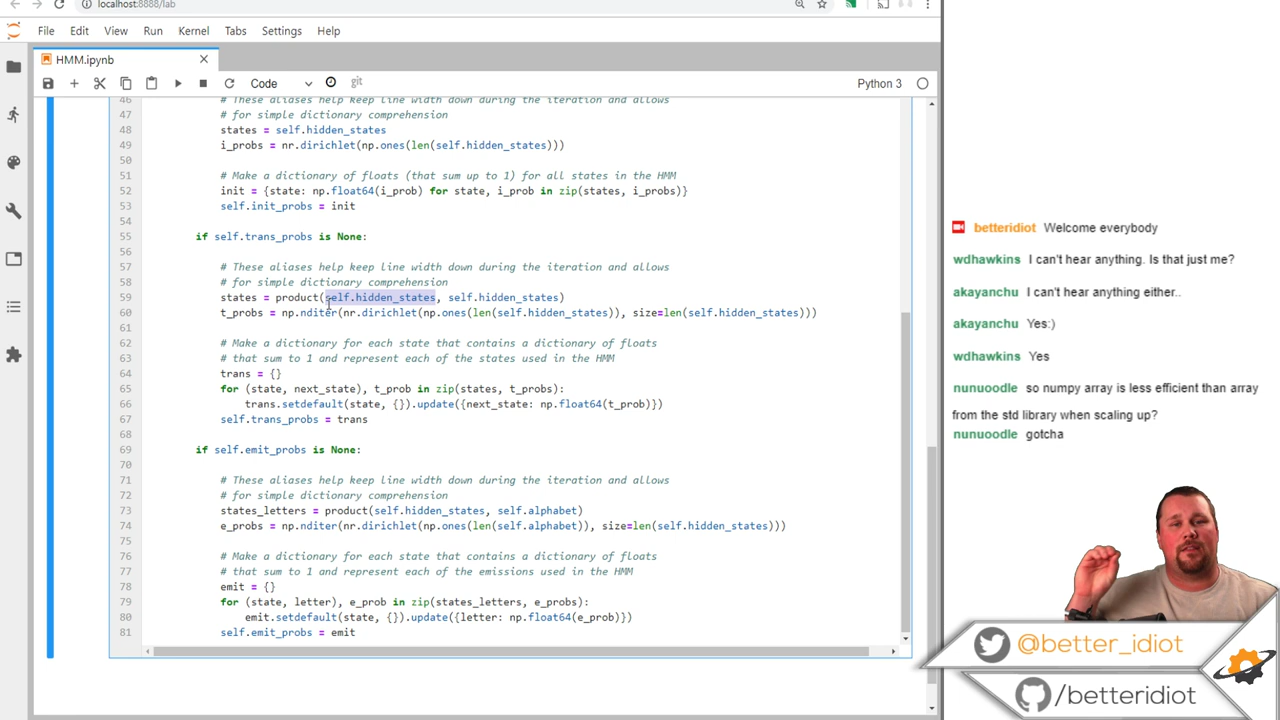 localhost:8888/lab
File Edit View Run Kernel Tabs Settings Help
HMM.ipynb
Code
git
Python 3
46 # These aliases help keep line width down during the iteration and allows
47 # for simple dictionary comprehension
48 states = self.hidden_states
49 i_probs = nr.dirichlet(np.ones(len(self.hidden_states)))
50
51 # Make a dictionary of floats (that sum up to 1) for all states in the HMM
52 init = {state: np.float64(i_prob) for state, i_prob in zip(states, i_probs)}
53 self.init_probs = init
54
55 if self.trans_probs is None:
56
57 # These aliases help keep line width down during the iteration and allows
58 # for simple dictionary comprehension
59 states = product(self.hidden_states, self.hidden_states)
60 t_probs = np.nditer(nr.dirichlet(np.ones(len(self.hidden_states)), size=len(self.hidden_states)))
61
62 # Make a dictionary for each state that contains a dictionary of floats
63 # that sum to 1 and represent each of the states used in the HMM
64 trans = {}
65 for (state, next_state), t_prob in zip(states, t_probs):
66 trans.setdefault(state, {}).update({next_state: np.float64(t_prob)})
67 self.trans_probs = trans
68
69 if self.emit_probs is None:
70
71 # These aliases help keep line width down during the iteration and allows
72 # for simple dictionary comprehension
73 states_letters = product(self.hidden_states, self.alphabet)
74 e_probs = np.nditer(nr.dirichlet(np.ones(len(self.alphabet)), size=len(self.hidden_states)))
75
76 # Make a dictionary for each state that contains a dictionary of floats
77 # that sum to 1 and represent each of the emissions used in the HMM
78 emit = {}
79 for (state, letter), e_prob in zip(states_letters, e_probs):
80 emit.setdefault(state, {}).update({letter: np.float64(e_prob)})
81 self.emit_probs = emit
betteridiot Welcome everybody
wdhawkins I can't hear anything. Is that just me?
akayanchu I can't hear anything either..
akayanchu Yes:)
wdhawkins Yes
nunuoodle so numpy array is less efficient than array
from the std library when scaling up?
nunuoodle gotcha
@better_idiot
/betteridiot